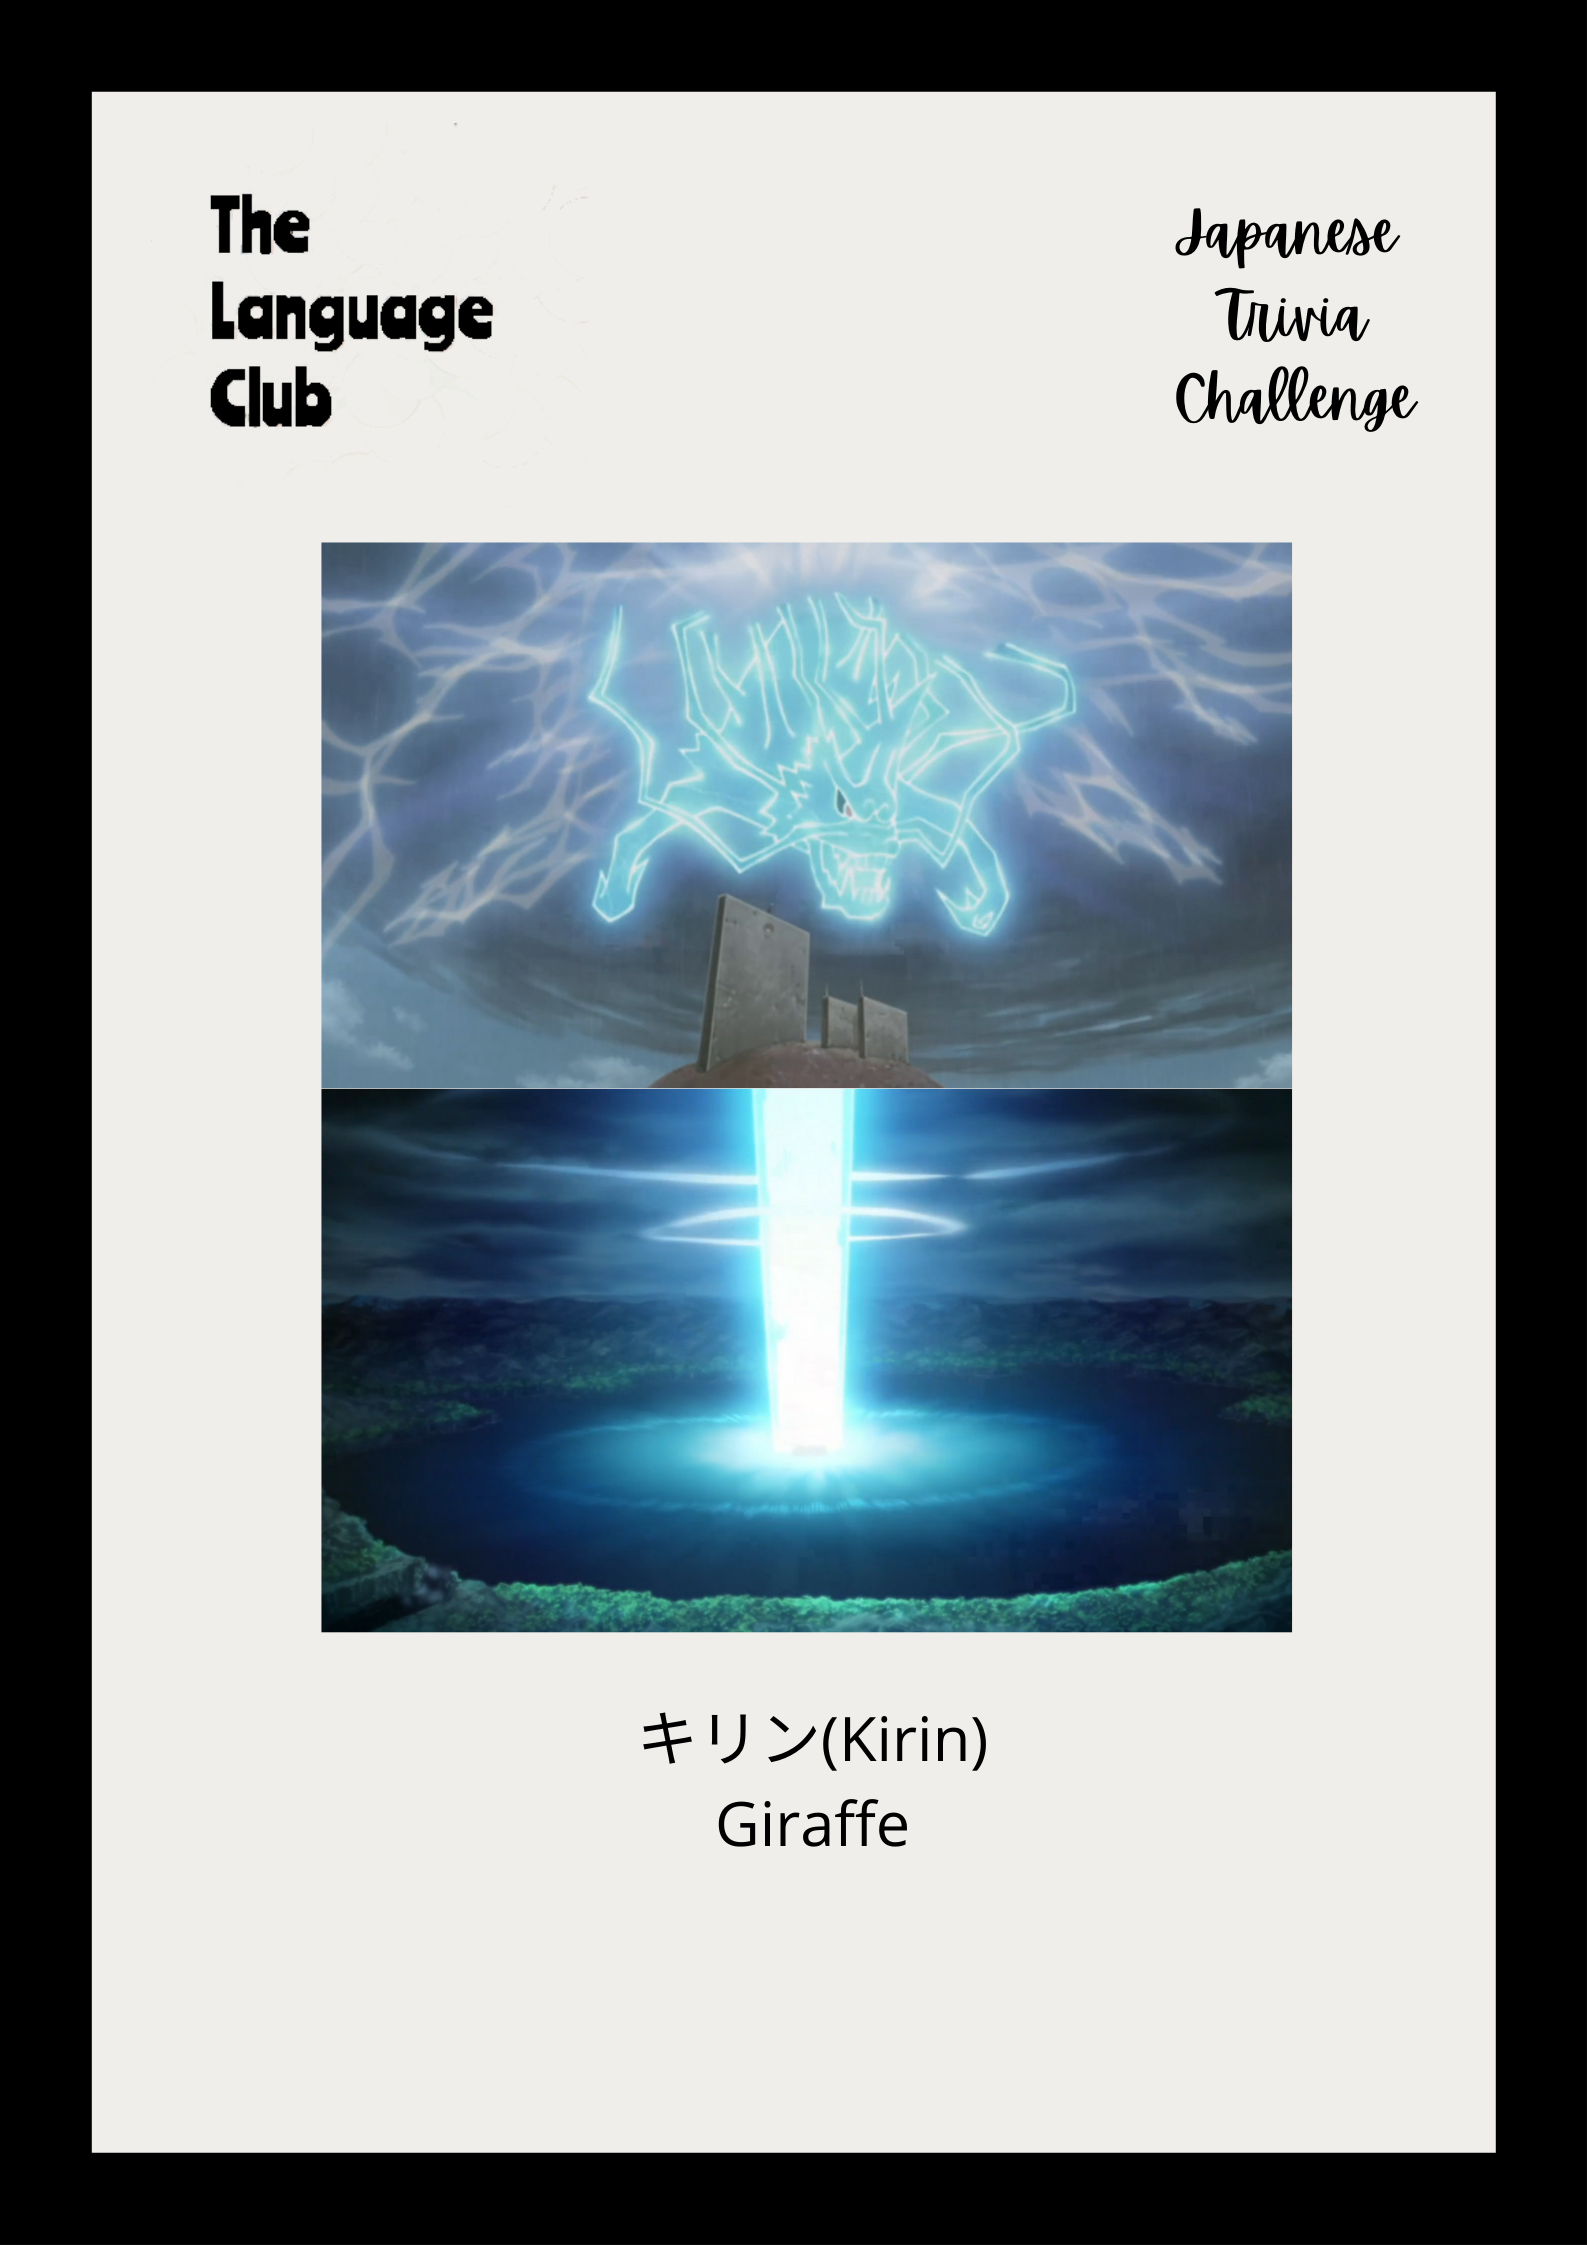 The
Language
Club
Japanese
Trivia
Challenge
キリン(Kirin)
Giraffe